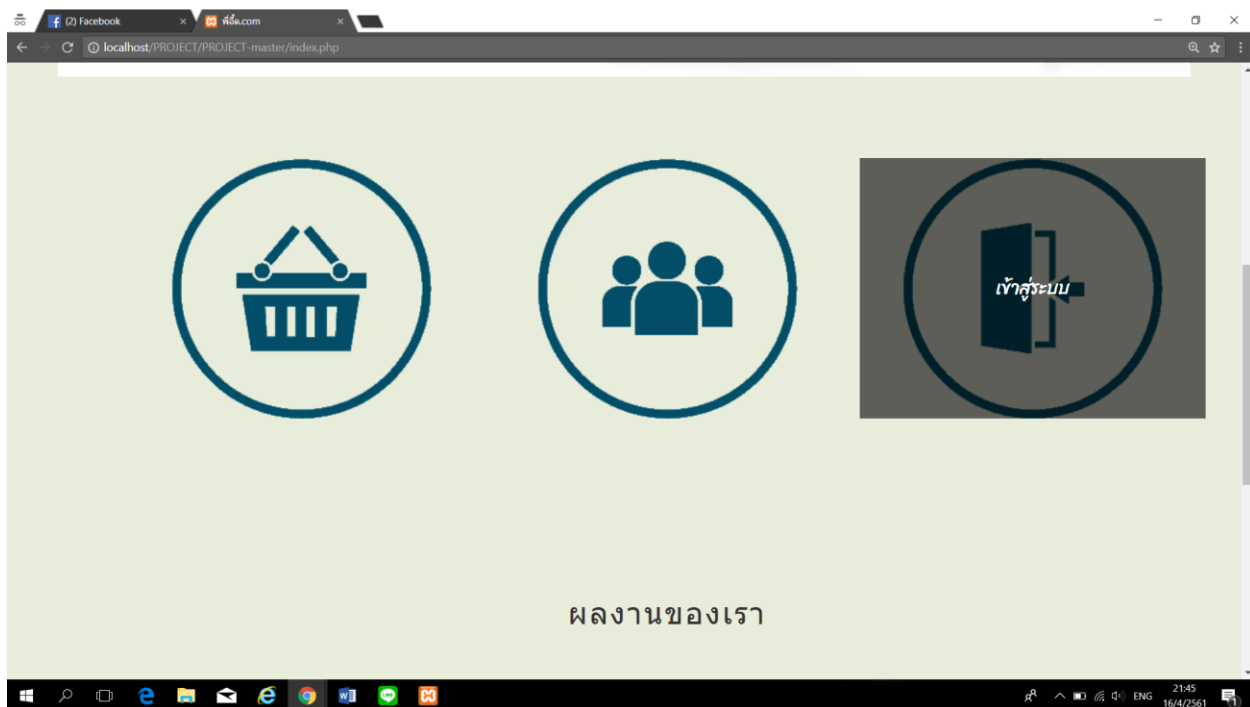 (2) Facebook
พี่อี๊ด.com
localhost/PROJECT/PROJECT-master/index.php
เข้าสู่ระบบ
ผลงานของเรา
ENG
21:45
16/4/2561